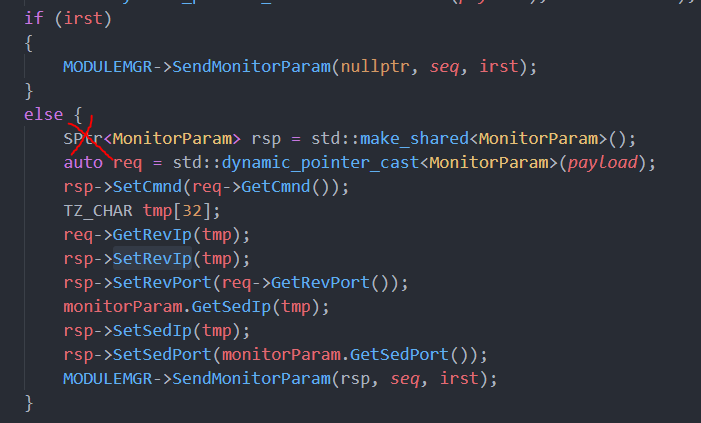 if (irst)
{
MODULEMGR->SendMonitorParam(nullptr, seq, irst);
}
else {
SPtr<MonitorParam> rsp = std::make_shared<MonitorParam>();
auto req = std::dynamic_pointer_cast<MonitorParam>(payload);
rsp->SetCmnd(req->GetCmnd());
TZ_CHAR tmp[32];
req->GetRevIp(tmp);
rsp->SetRevIp(tmp);
rsp->SetRevPort(req->GetRevPort());
monitorParam.GetSedIp(tmp);
rsp->SetSedIp(tmp);
rsp->SetSedPort(monitorParam.GetSedPort());
MODULEMGR->SendMonitorParam(rsp, seq, irst);
}